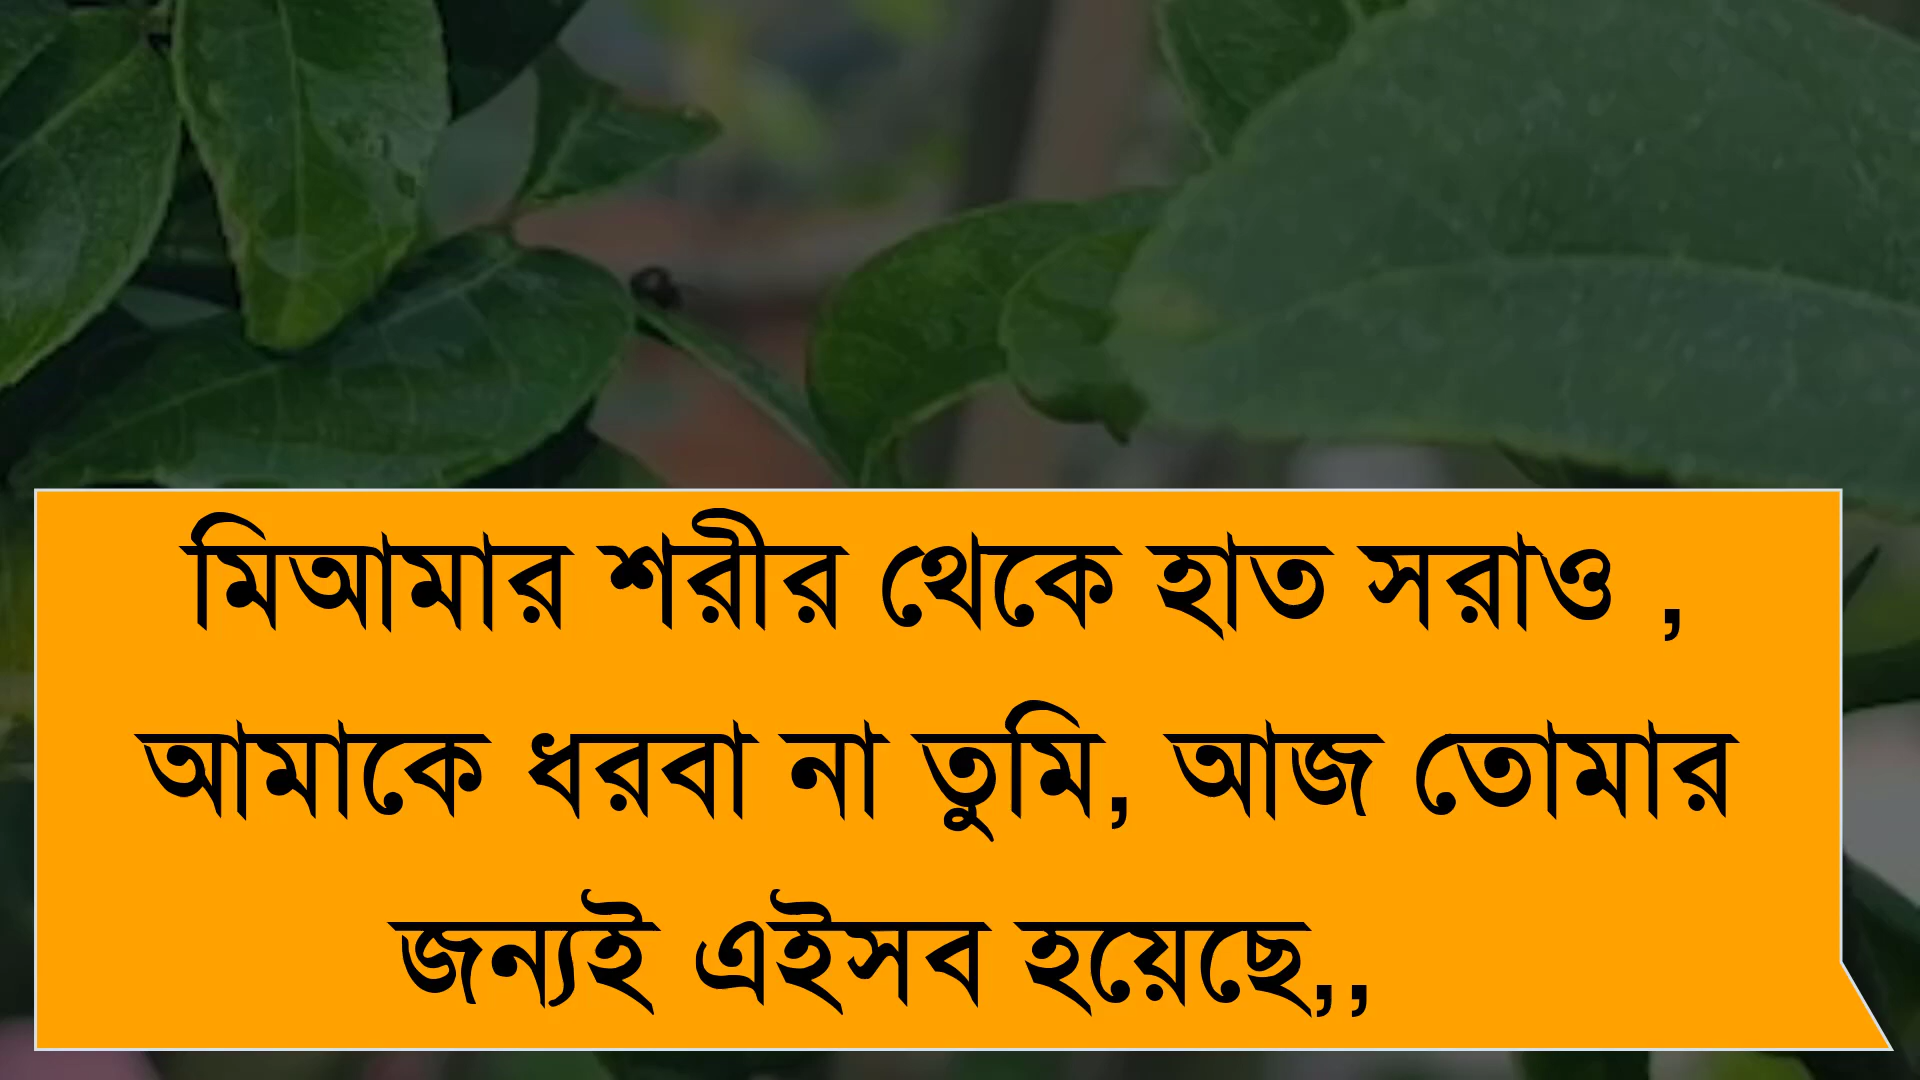 মিআমার শরীর থেকে হাত সরাও ,
আমাকে ধরবা না তুমি, আজ তোমার
জন্যই এইসব হয়েছে,,